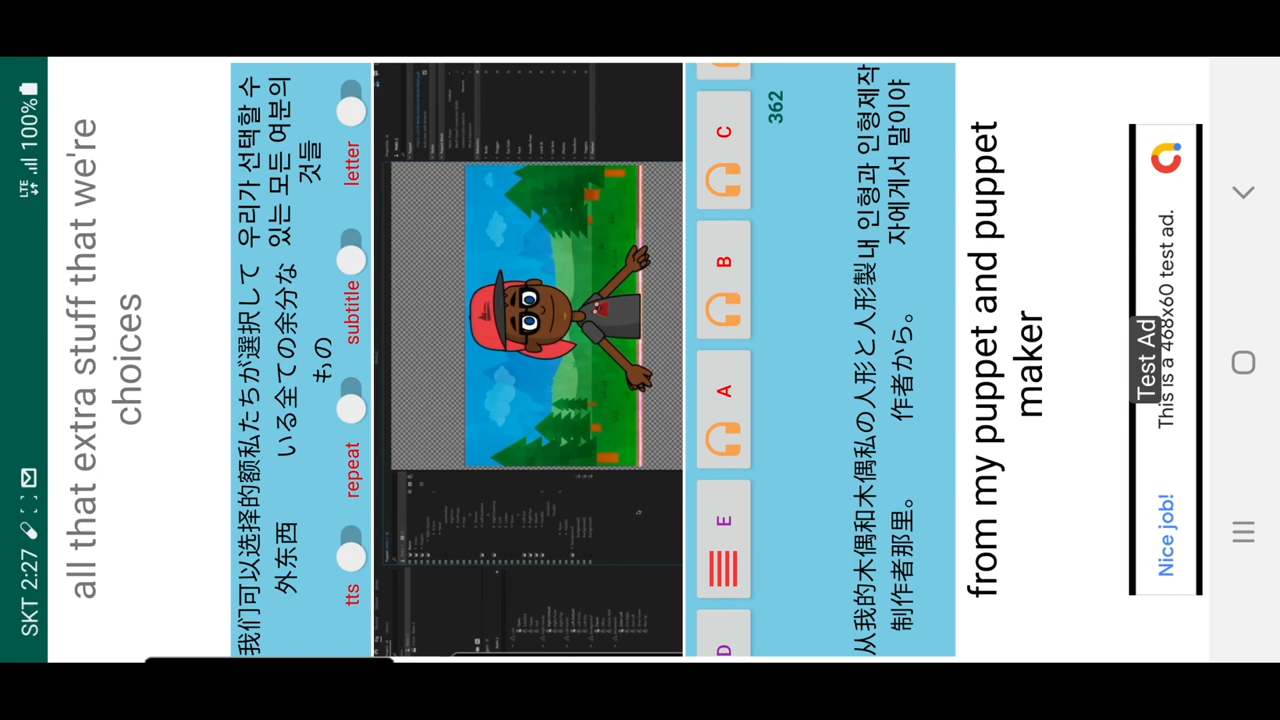 SKT 2:27
LTE 100%
all that extra stuff that we're
choices
我们可以选择的额
外东西
私たちが選択して
いる全ての余分な
もの
우리가 선택할 수
있는 모든 여분의
것들
tts
repeat
subtitle
letter
D
E
A
B
C
362
从我的木偶和木偶
制作者那里。
私の人形と人形製
作者から。
내 인형과 인형제작
자에게서 말이야
from my puppet and puppet
maker
Nice job!
This is a 468x60 test ad.
Test Ad